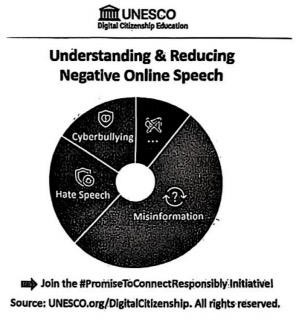 UNESCO
Digital Citizenship Education
Understanding & Reducing
Negative Online Speech
Cyberbullying
...
Hate Speech
?
Misinformation
Join the #PromiseToConnectResponsibly Initiative!
Source: UNESCO.org/DigitalCitizenship. All rights reserved.